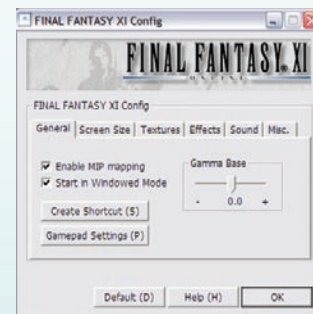 FINAL FANTASY XI Config
FINAL FANTASY XI
ONLINE
FINAL FANTASY XI Config
General Screen Size Textures Effects Sound Misc.
Enable MIP mapping
Start in Windowed Mode
Gamma Base
- 0.0 +
Create Shortcut (S)
Gamepad Settings (P)
Default (D) Help (H) OK